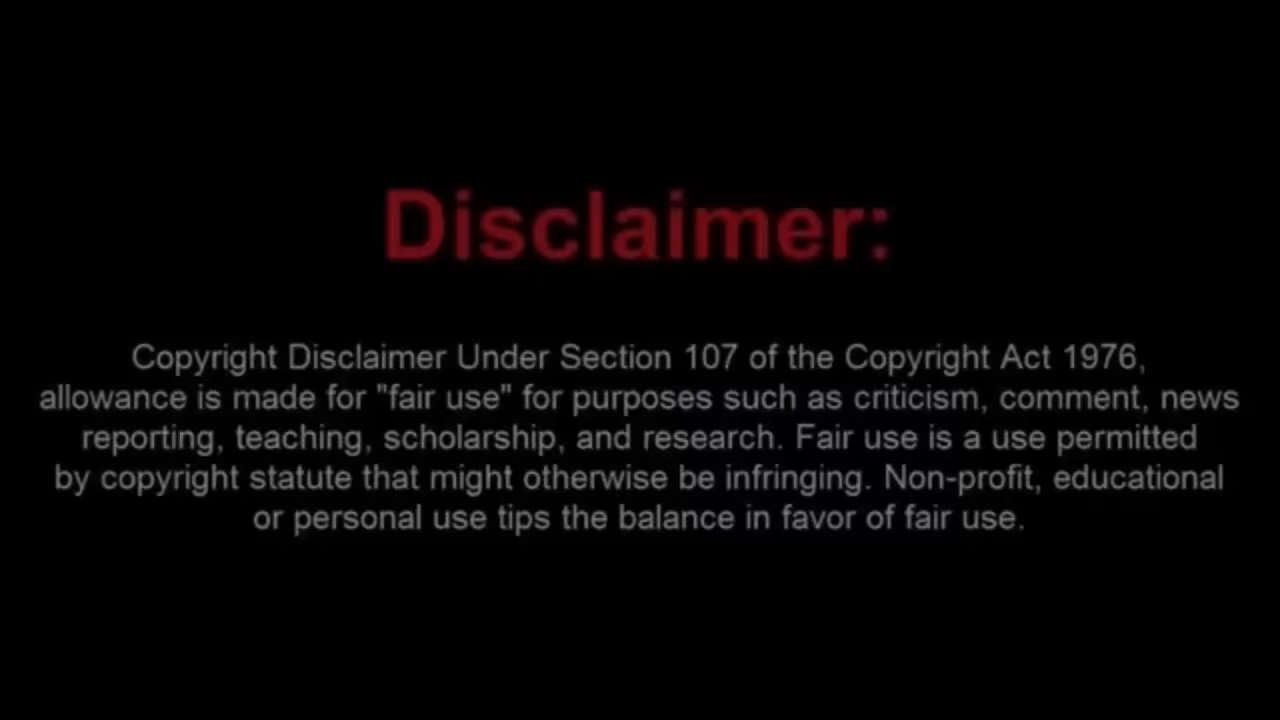 Disclaimer:
Copyright Disclaimer Under Section 107 of the Copyright Act 1976,
allowance is made for "fair use" for purposes such as criticism, comment, news
reporting, teaching, scholarship, and research. Fair use is a use permitted
by copyright statute that might otherwise be infringing. Non-profit, educational
or personal use tips the balance in favor of fair use.